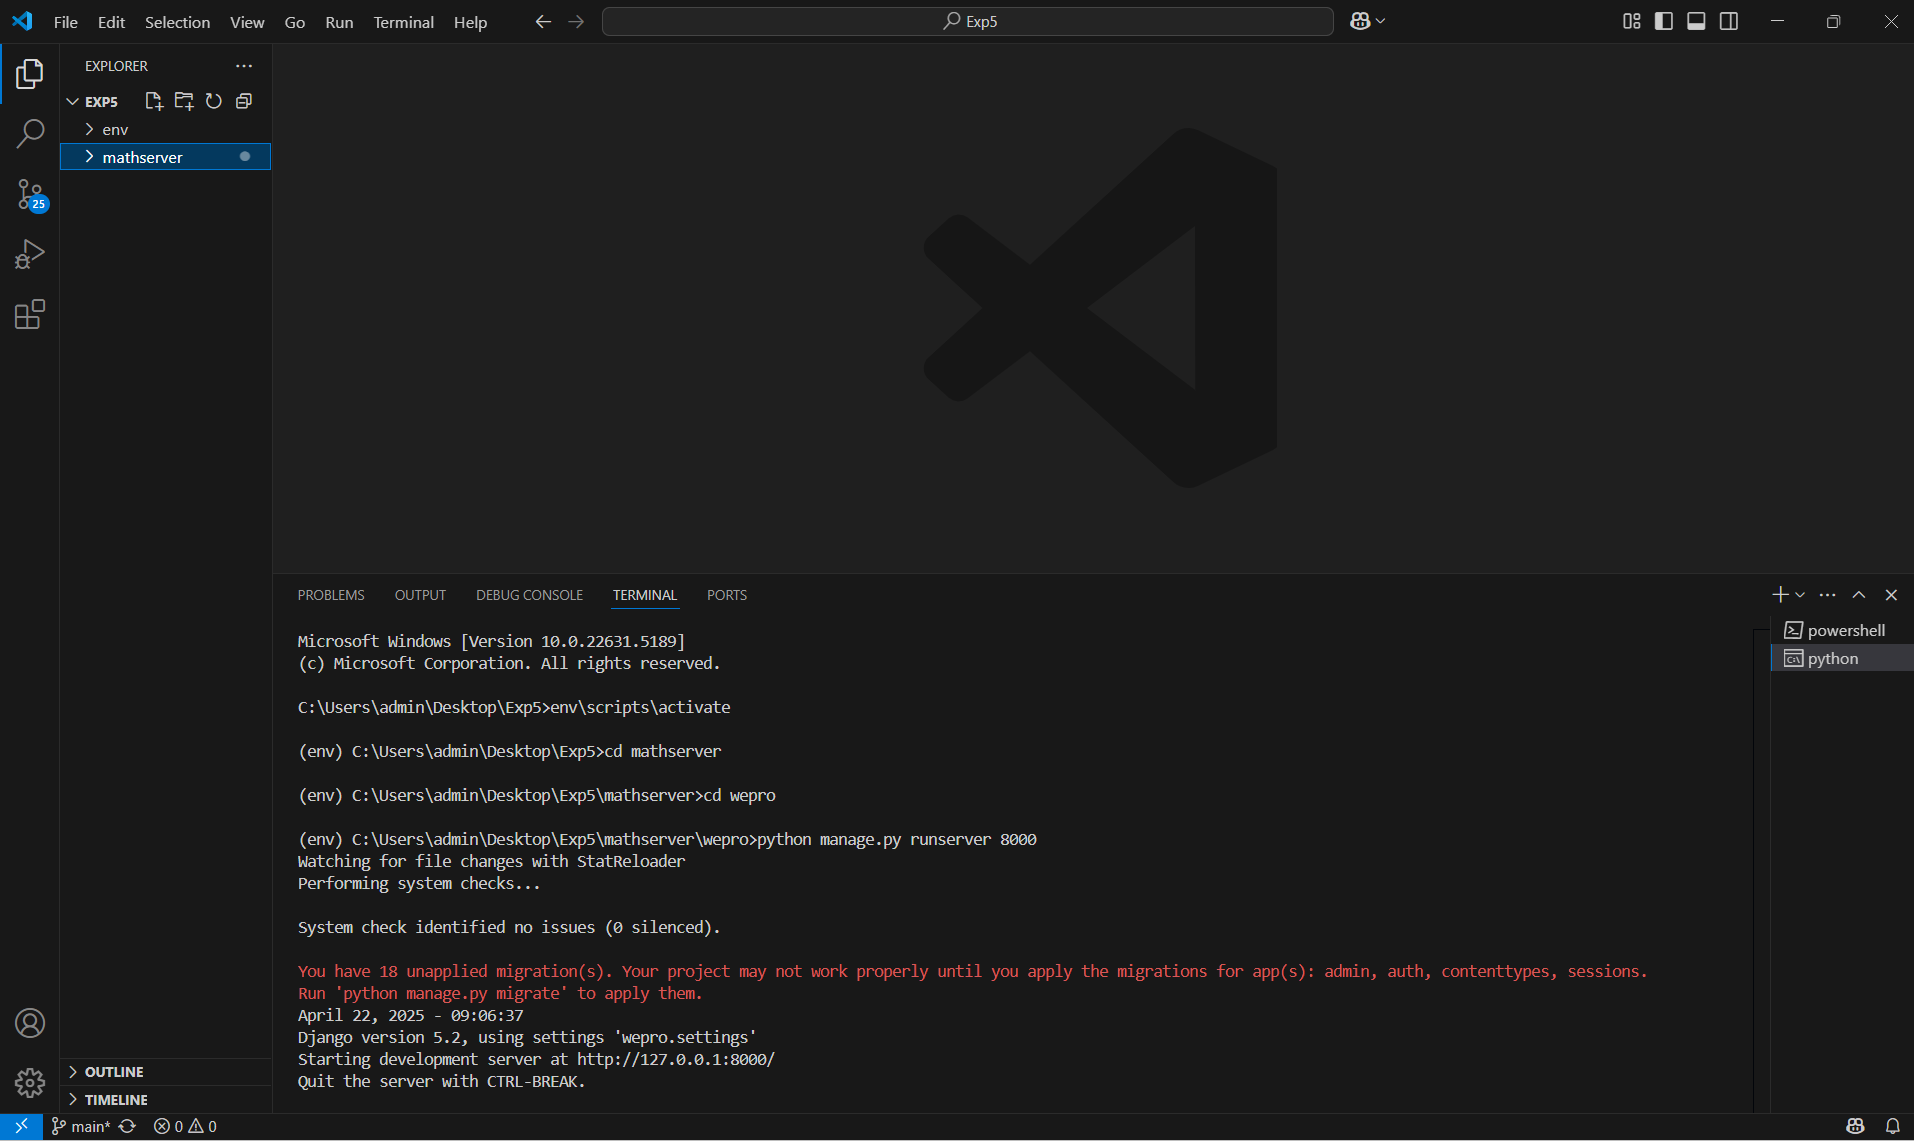 File Edit Selection View Go Run Terminal Help
Exp5
EXPLORER
EXP5
env
mathserver
25
PROBLEMS OUTPUT DEBUG CONSOLE TERMINAL PORTS
powershell
python
Microsoft Windows [Version 10.0.22631.5189]
(c) Microsoft Corporation. All rights reserved.
C:\Users\admin\Desktop\Exp5>env\scripts\activate
(env) C:\Users\admin\Desktop\Exp5>cd mathserver
(env) C:\Users\admin\Desktop\Exp5\mathserver>cd wepro
(env) C:\Users\admin\Desktop\Exp5\mathserver\wepro>python manage.py runserver 8000
Watching for file changes with StatReloader
Performing system checks...
System check identified no issues (0 silenced).
You have 18 unapplied migration(s). Your project may not work properly until you apply the migrations for app(s): admin, auth, contenttypes, sessions.
Run 'python manage.py migrate' to apply them.
April 22, 2025 - 09:06:37
Django version 5.2, using settings 'wepro.settings'
Starting development server at http://127.0.0.1:8000/
Quit the server with CTRL-BREAK.
OUTLINE
TIMELINE
main* 0 0